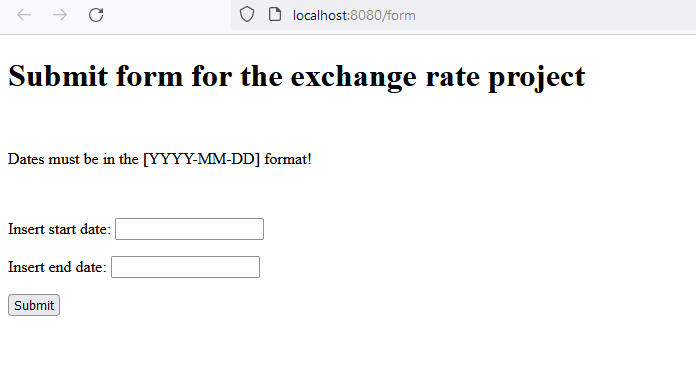 localhost:8080/form
Submit form for the exchange rate project
Dates must be in the [YYYY-MM-DD] format!
Insert start date:
Insert end date:
Submit